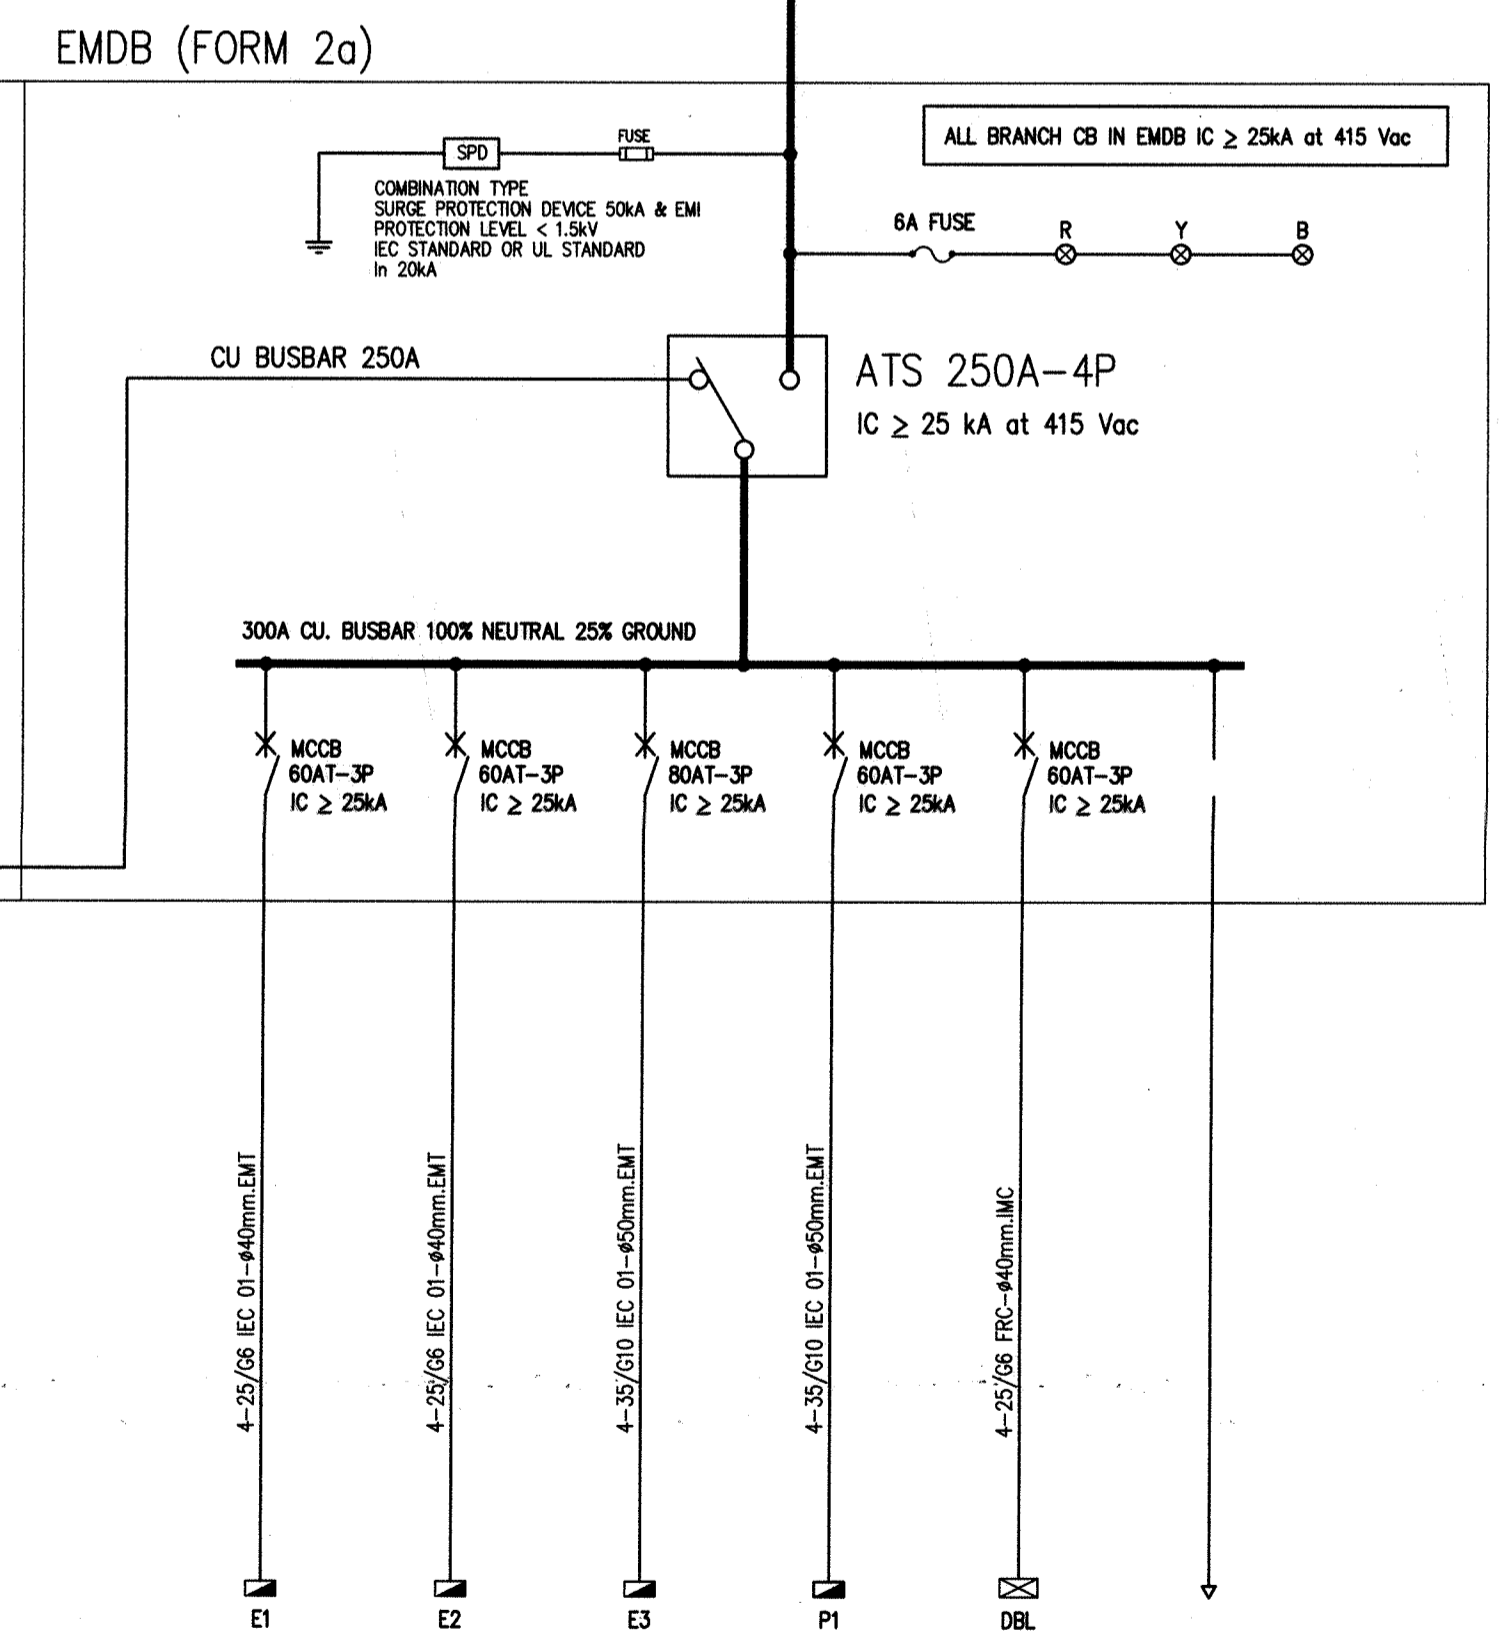 EMDB (FORM 2a)
ALL BRANCH CB IN EMDB IC ≥ 25kA at 415 Vac
FUSE
SPD
COMBINATION TYPE
SURGE PROTECTION DEVICE 50kA & EMI
PROTECTION LEVEL < 1.5kV
IEC STANDARD OR UL STANDARD
In 20kA
6A FUSE
R
Y
B
CU BUSBAR 250A
ATS 250A-4P
IC ≥ 25 kA at 415 Vac
300A CU. BUSBAR 100% NEUTRAL 25% GROUND
MCCB
60AT-3P
IC ≥ 25kA
MCCB
60AT-3P
IC ≥ 25kA
MCCB
80AT-3P
IC ≥ 25kA
MCCB
60AT-3P
IC ≥ 25kA
MCCB
60AT-3P
IC ≥ 25kA
4-25/G6 IEC 01-ø40mm.EMT
4-25/G6 IEC 01-ø40mm.EMT
4-35/G10 IEC 01-ø50mm.EMT
4-35/G10 IEC 01-ø50mm.EMT
4-25/G6 FRC-ø40mm.IMC
E1
E2
E3
P1
DBL